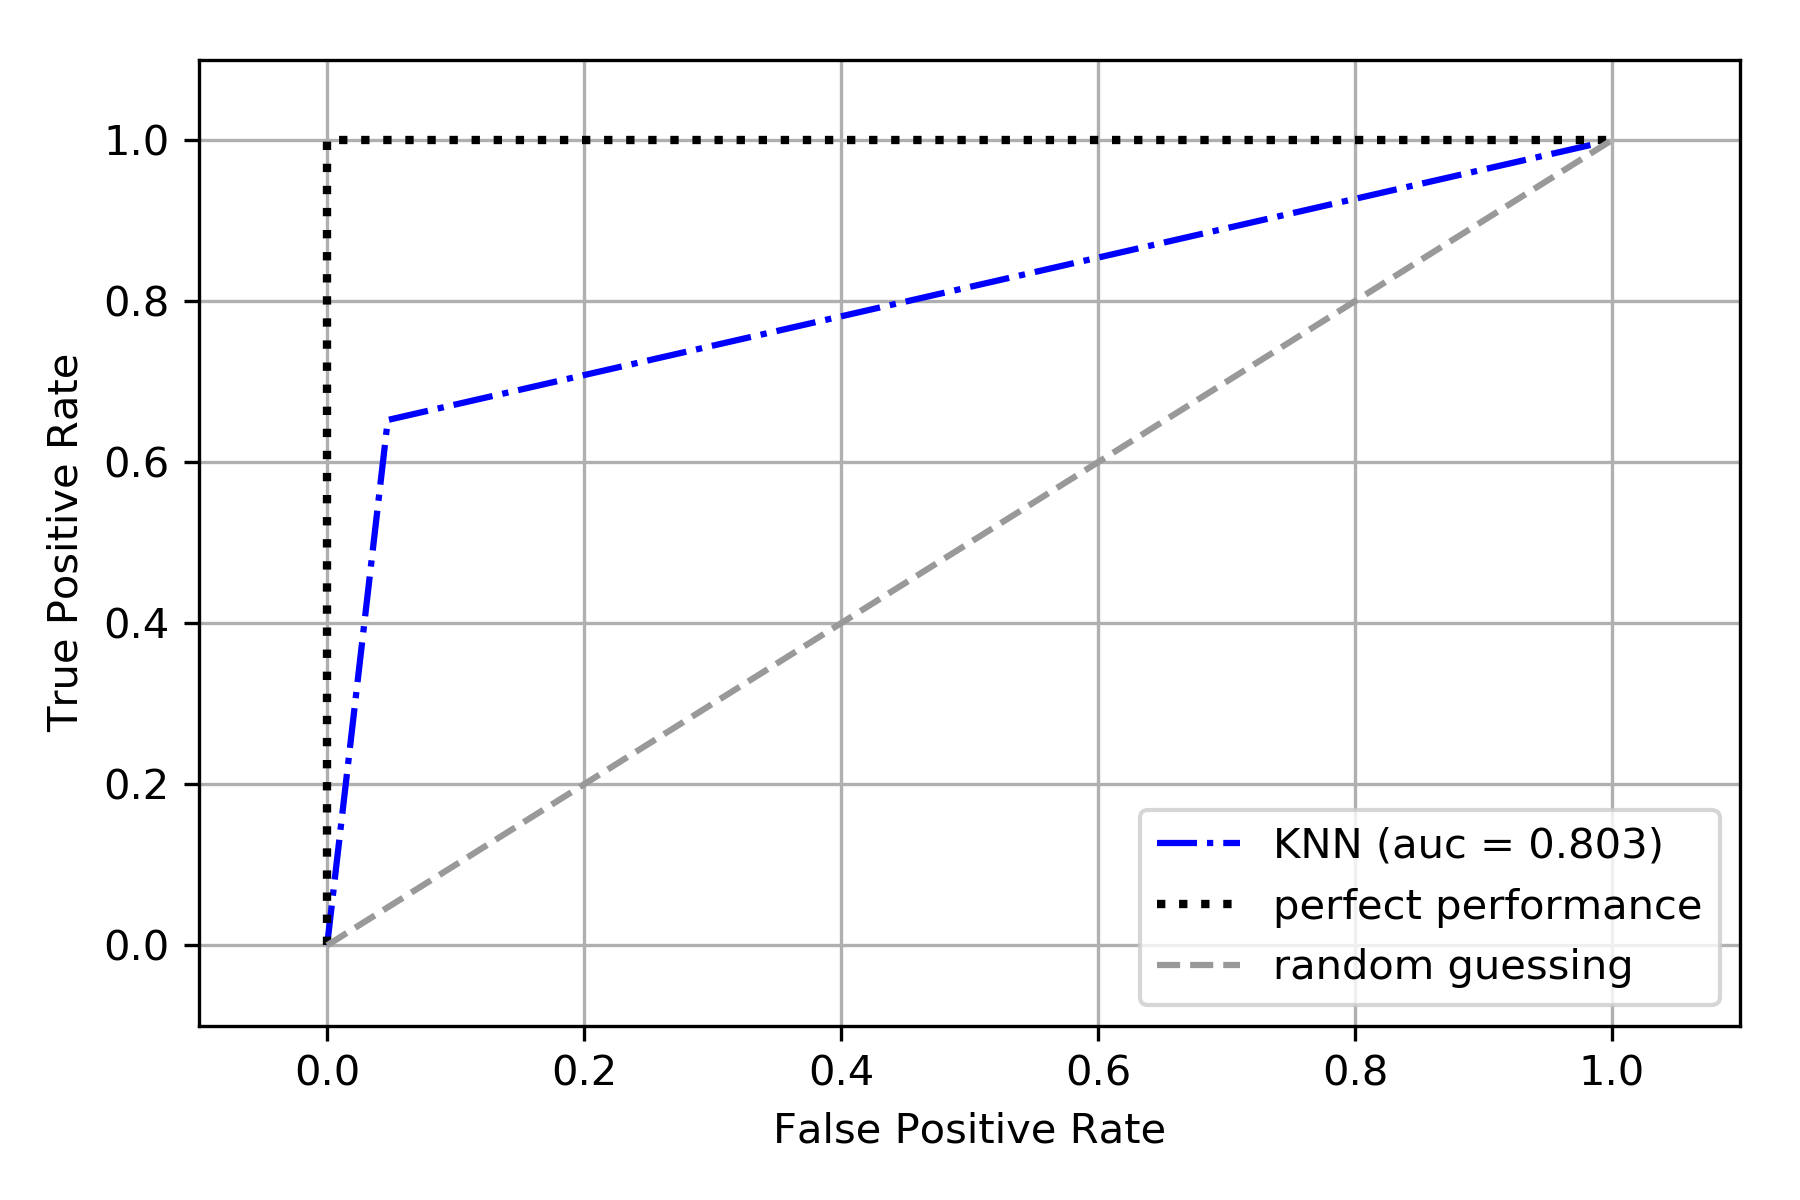 1.0
0.8
0.6
0.4
0.2
0.0
True Positive Rate
0.0 0.2 0.4 0.6 0.8 1.0
False Positive Rate
KNN (auc = 0.803)
perfect performance
random guessing